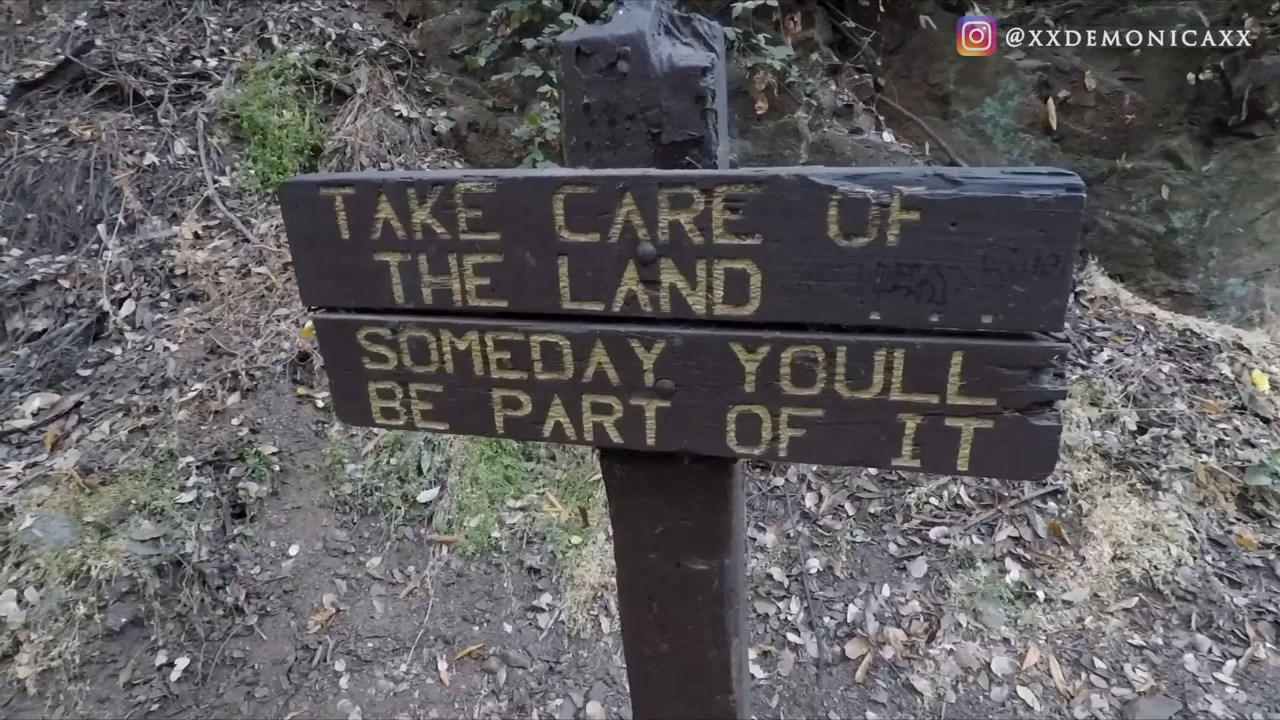 @XXDEMONICAXX
TAKE CARE OF
THE LAND
SOMEDAY YOULL
BE PART OF IT